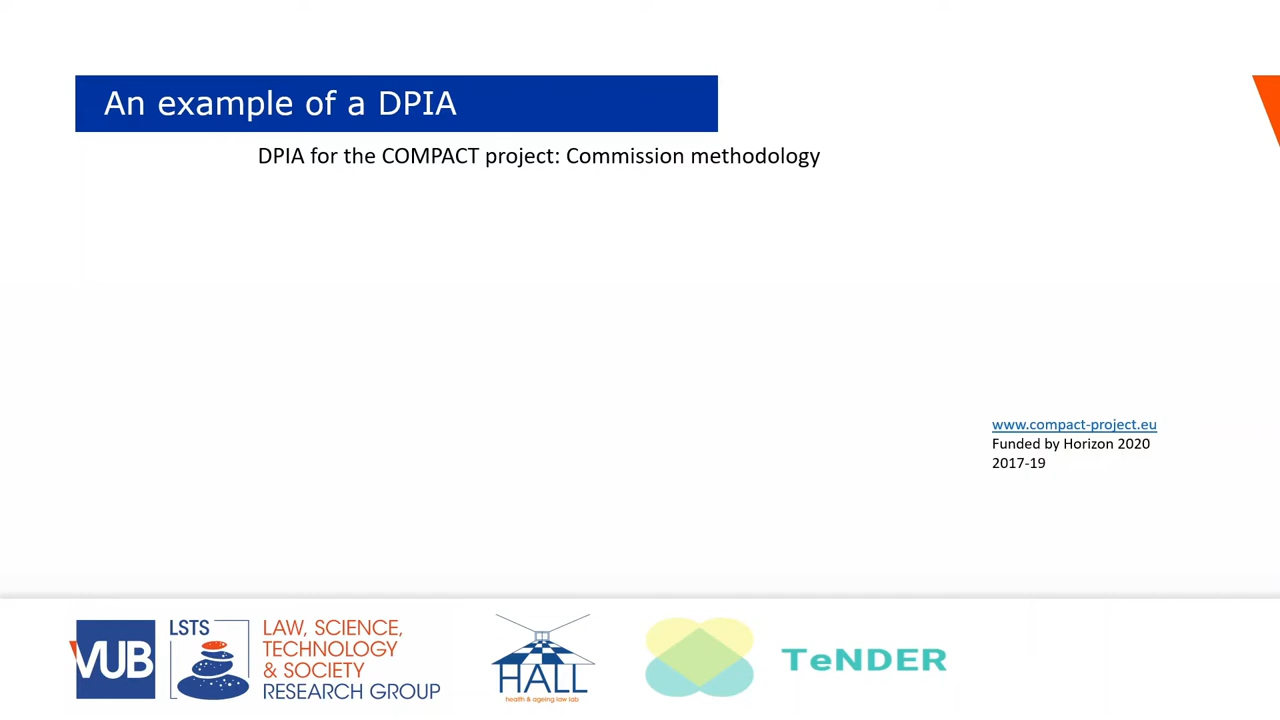 An example of a DPIA
DPIA for the COMPACT project: Commission methodology
www.compact-project.eu
Funded by Horizon 2020
2017-19
VUB
LSTS
LAW, SCIENCE,
TECHNOLOGY
& SOCIETY
RESEARCH GROUP
HALL
health & ageing law lab
TeNDER